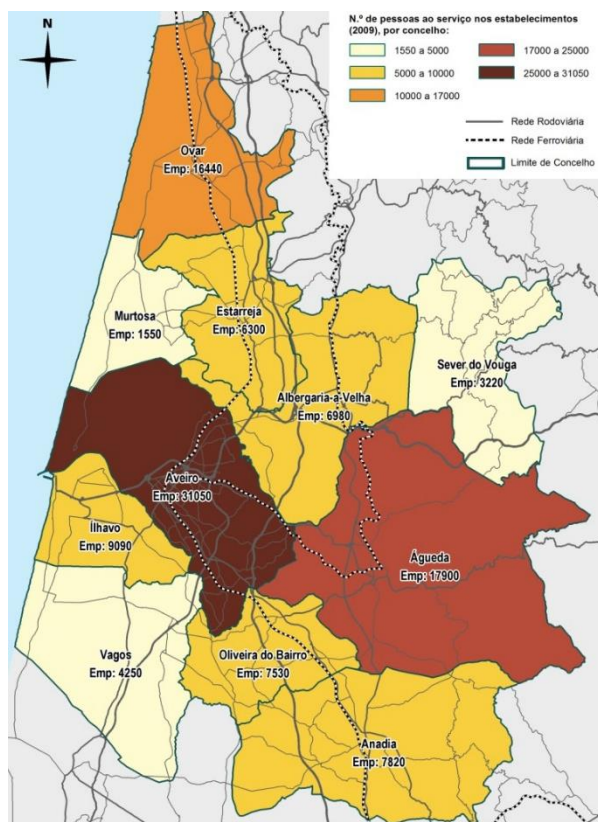 N
N.º de pessoas ao serviço nos estabelecimentos
(2009), por concelho:
1550 a 5000
17000 a 25000
5000 a 10000
25000 a 31050
10000 a 17000
Rede Rodoviária
Rede Ferroviária
Limite de Concelho
Ovar
Emp: 16440
Murtosa
Emp: 1550
Estarreja
Emp: 6300
Sever do Vouga
Emp: 3220
Albergaria-a-Velha
Emp: 6980
Aveiro
Emp: 31050
Ílhavo
Emp: 9090
Águeda
Emp: 17900
Vagos
Emp: 4250
Oliveira do Bairro
Emp: 7530
Anadia
Emp: 7820